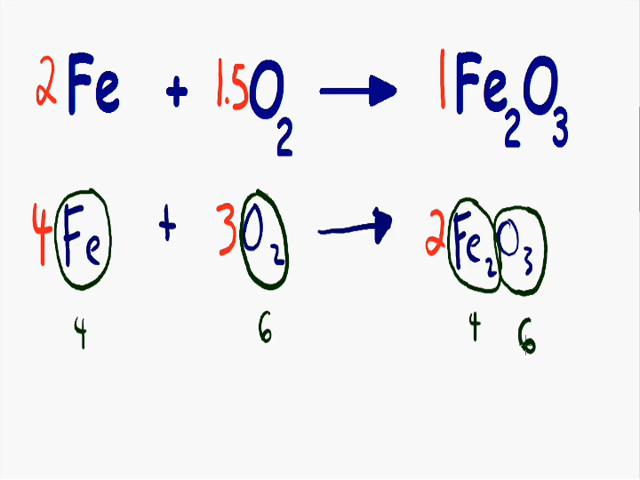 2Fe + 1.5O₂ → 1Fe₂O₃
4Fe + 3O₂ → 2Fe₂O₃
4 6 4 6